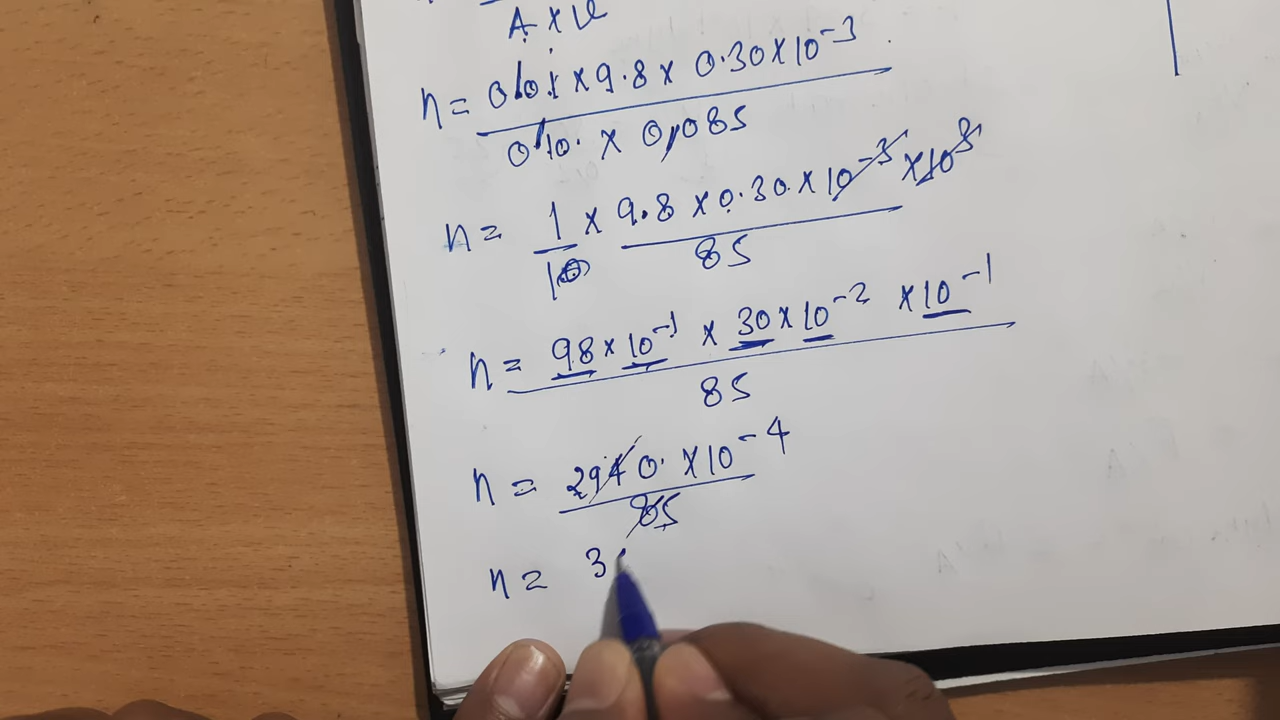 A × u
η = 0.01 × 9.8 × 0.30 × 10⁻³
0.10. × 0.085
η = 1/10 × 9.8 × 0.30 × 10⁻³ × 10³ / 85
η = 98 × 10⁻¹ × 30 × 10⁻² × 10⁻¹
85
η = 2940. × 10⁻⁴
85
η = 3